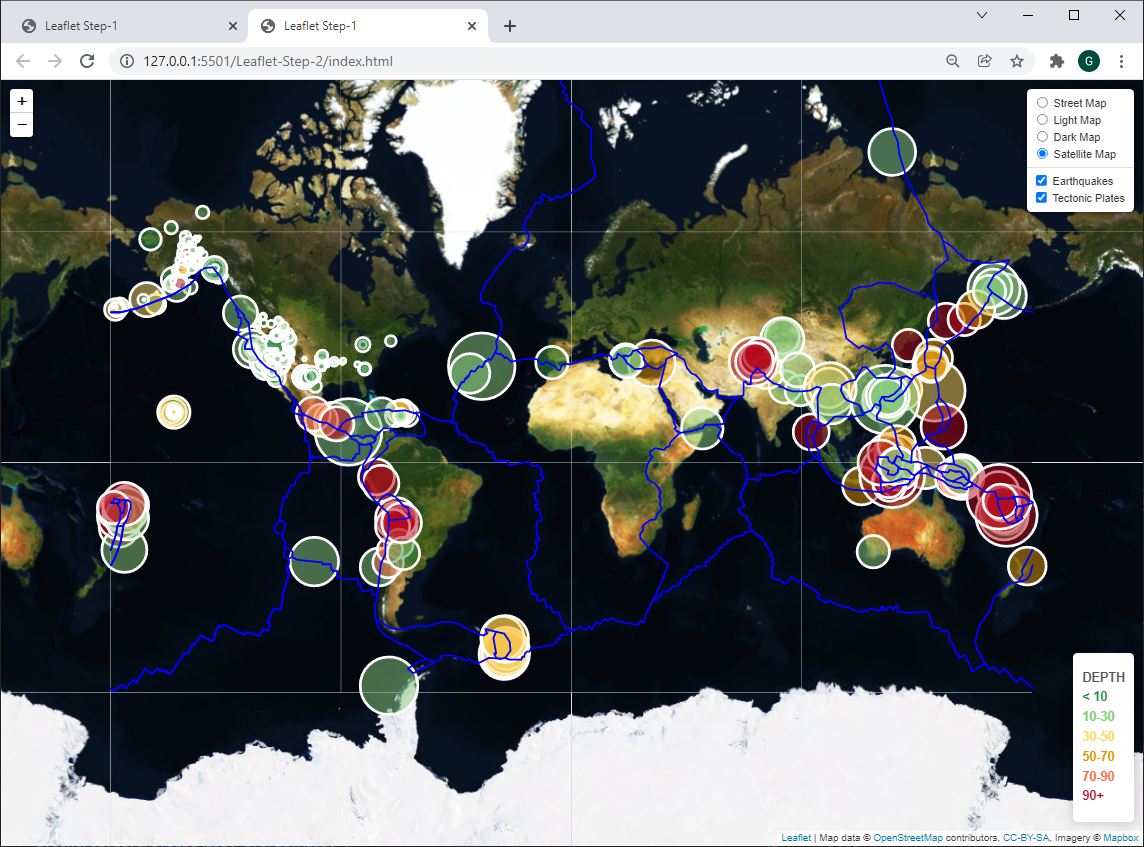 Leaflet Step-1
Leaflet Step-1
127.0.0.1:5501/Leaflet-Step-2/index.html
G
+
−
Street Map
Light Map
Dark Map
Satellite Map
Earthquakes
Tectonic Plates
DEPTH
< 10
10-30
30-50
50-70
70-90
90+
Leaflet | Map data © OpenStreetMap contributors, CC-BY-SA, Imagery © Mapbox